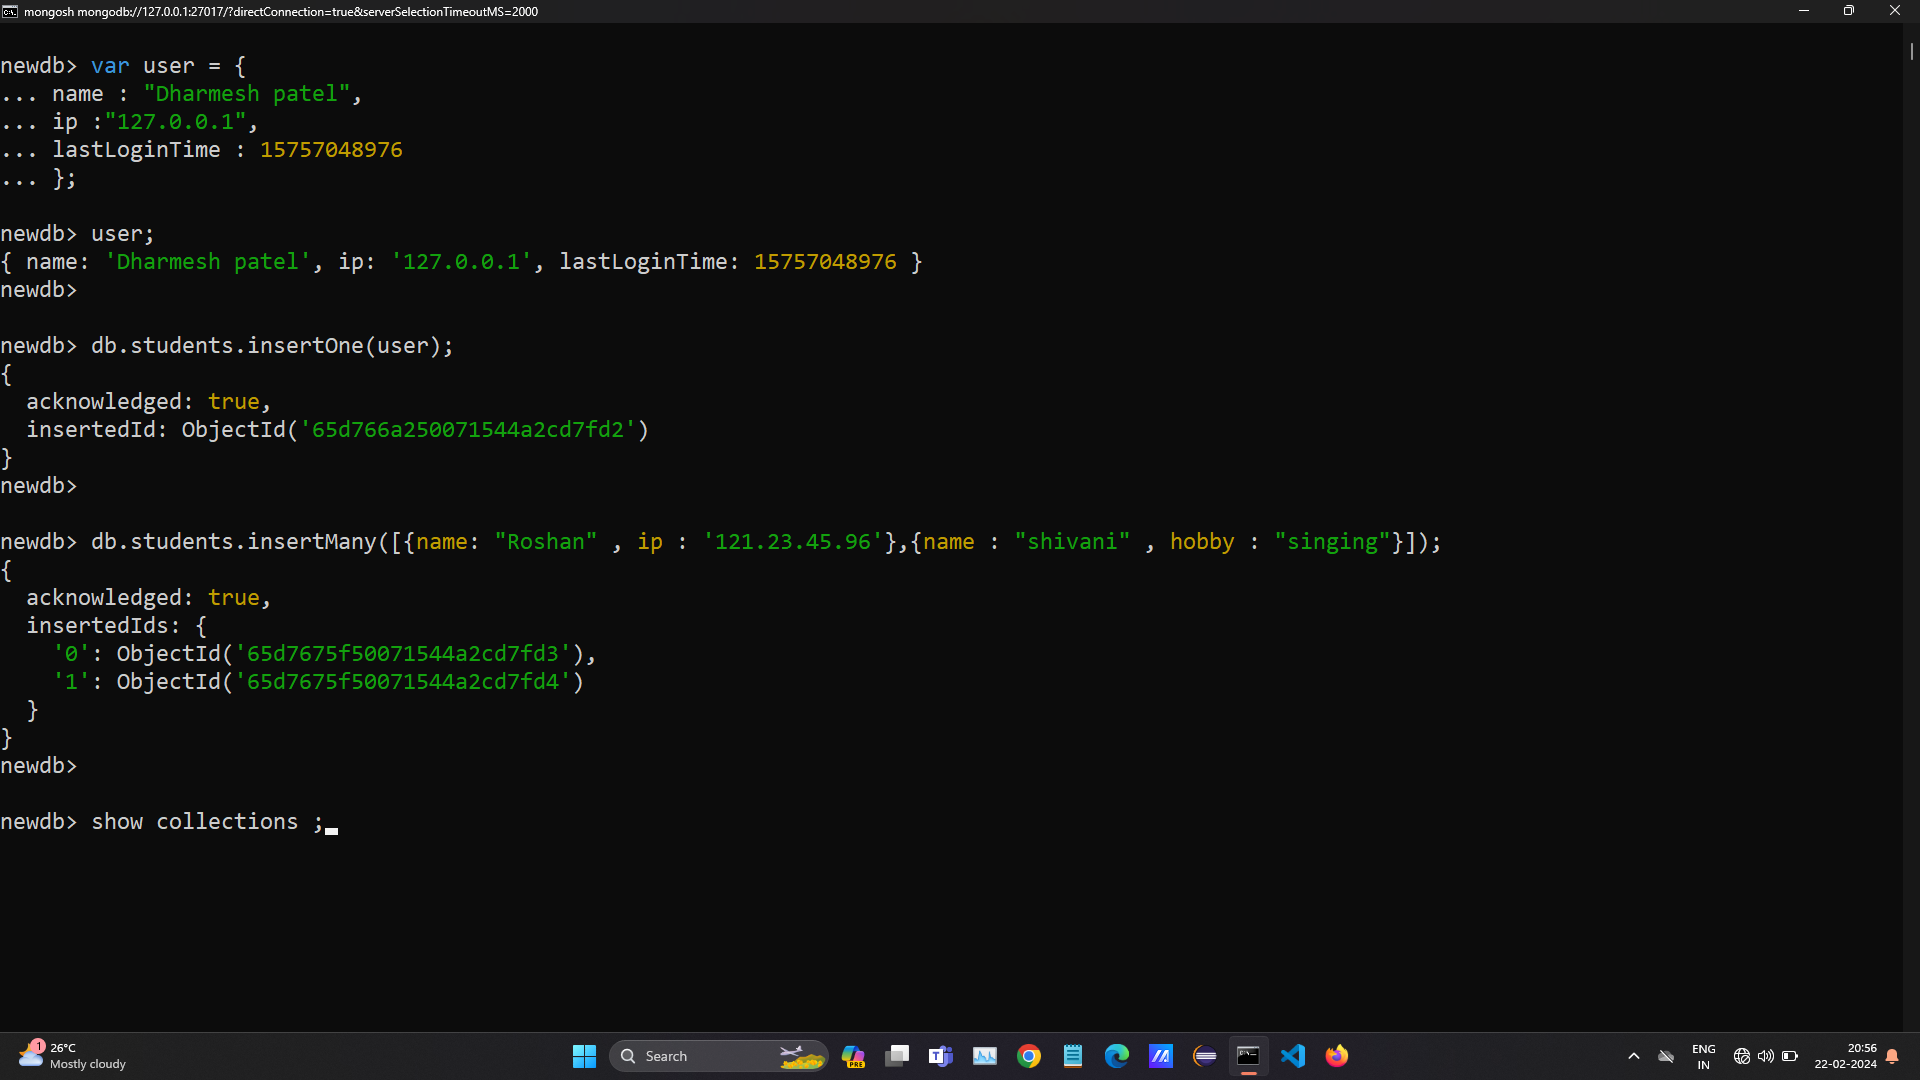 mongosh mongodb://127.0.0.1:27017/?directConnection=true&serverSelectionTimeoutMS=2000
newdb> var user = {
... name : "Dharmesh patel",
... ip :"127.0.0.1",
... lastLoginTime : 15757048976
... };
newdb> user;
{ name: 'Dharmesh patel', ip: '127.0.0.1', lastLoginTime: 15757048976 }
newdb>
newdb> db.students.insertOne(user);
{
  acknowledged: true,
  insertedId: ObjectId('65d766a250071544a2cd7fd2')
}
newdb>
newdb> db.students.insertMany([{name: "Roshan" , ip : '121.23.45.96'},{name : "shivani" , hobby : "singing"}]);
{
  acknowledged: true,
  insertedIds: {
    '0': ObjectId('65d7675f50071544a2cd7fd3'),
    '1': ObjectId('65d7675f50071544a2cd7fd4')
  }
}
newdb>
newdb> show collections ;
1
26°C
Mostly cloudy
Search
PRE
ENG
IN
20:56
22-02-2024